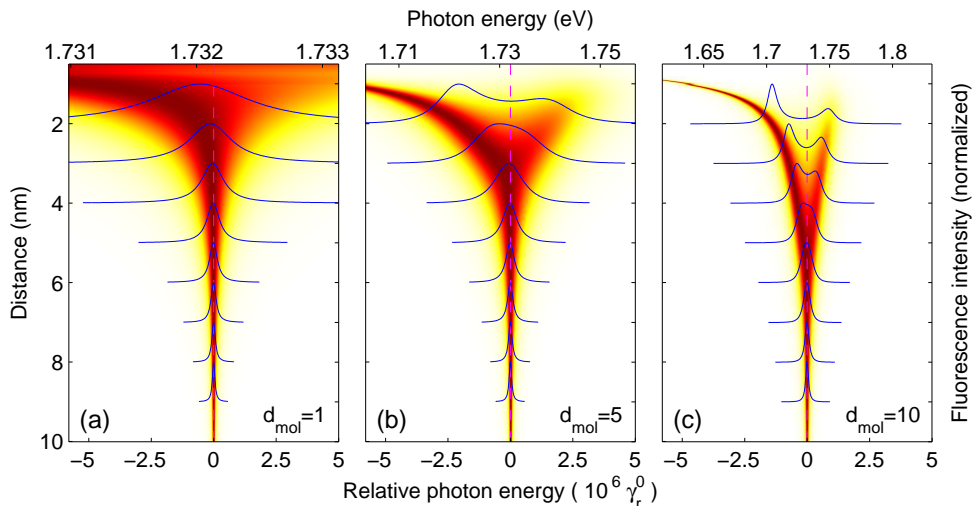 Photon energy (eV)
1.731 1.732 1.733 1.71 1.73 1.75 1.65 1.7 1.75 1.8
Distance (nm)
2
4
6
8
10
(a) d_mol=1
(b) d_mol=5
(c) d_mol=10
-5 -2.5 0 2.5 5 -5 -2.5 0 2.5 5 -5 -2.5 0 2.5 5
Relative photon energy ( 10^6 γ_r^0)
Fluorescence intensity (normalized)